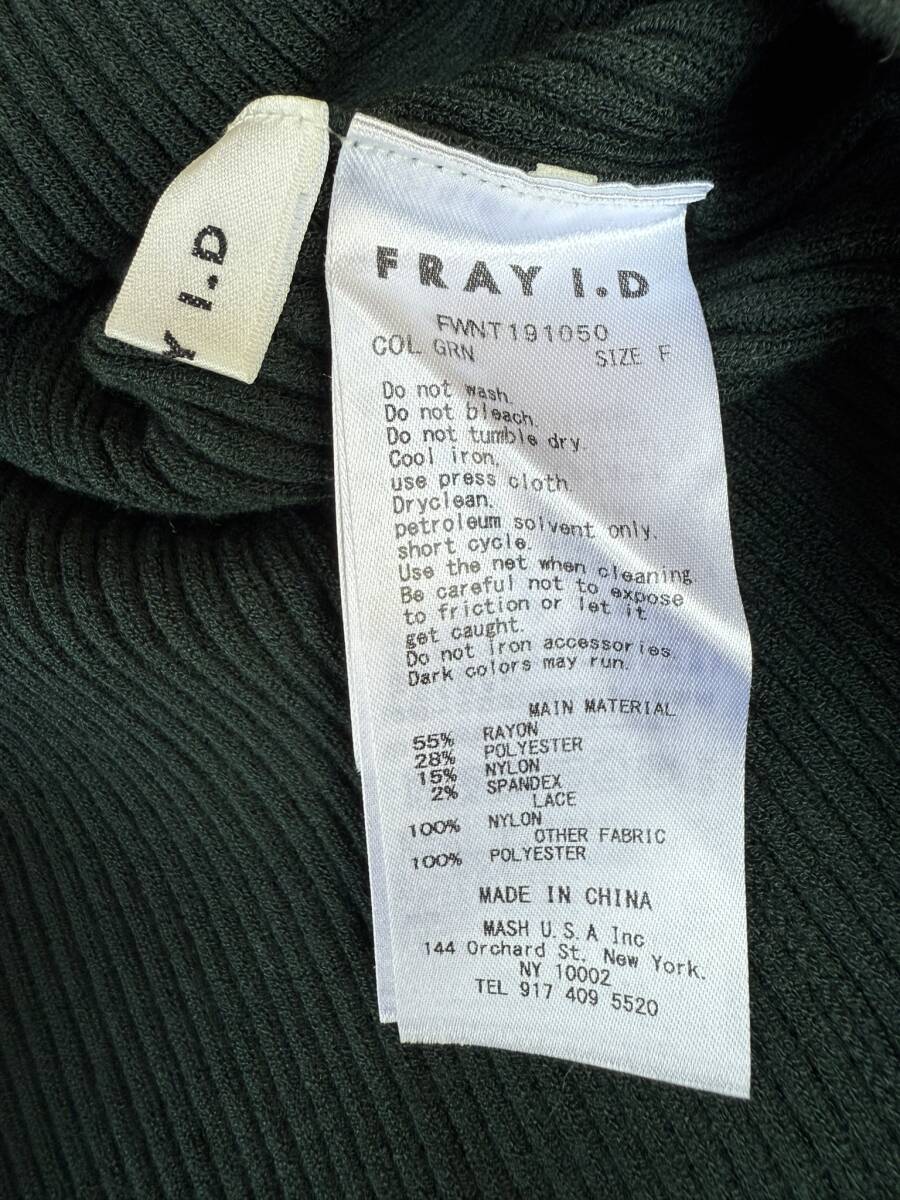 Y I.D
FRAY I.D
FWNT191050
COL GRN SIZE F
Do not wash.
Do not bleach.
Do not tumble dry.
Cool iron,
use press cloth.
Dryclean.
petroleum solvent only.
short cycle.
Use the net when cleaning
Be careful not to expose
to friction or let it
get caught.
Do not iron accessories.
Dark colors may run.
MAIN MATERIAL
55% RAYON
28% POLYESTER
15% NYLON
2% SPANDEX
LACE
100% NYLON
OTHER FABRIC
100% POLYESTER
MADE IN CHINA
MASH U.S.A Inc
144 Orchard St. New York.
NY 10002
TEL 917 409 5520